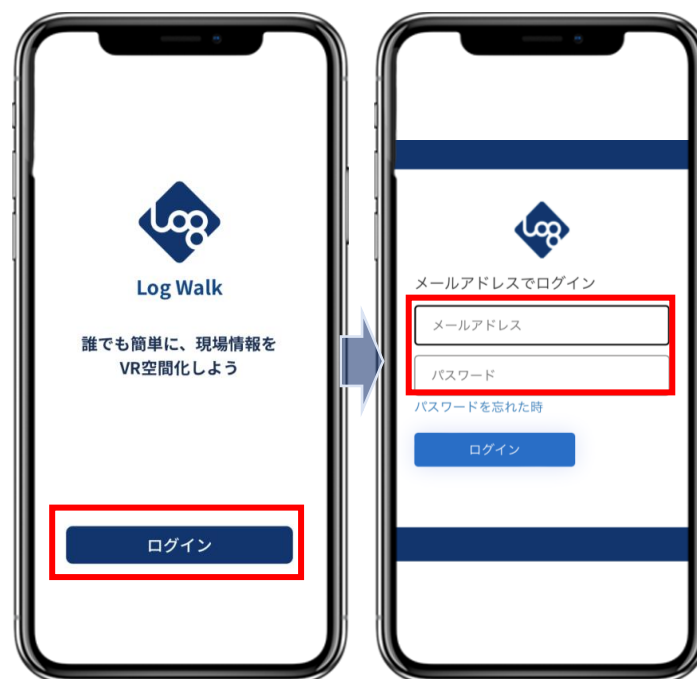 Log
Log Walk
誰でも簡単に、現場情報を
VR空間化しよう
ログイン
Log
メールアドレスでログイン
メールアドレス
パスワード
パスワードを忘れた時
ログイン